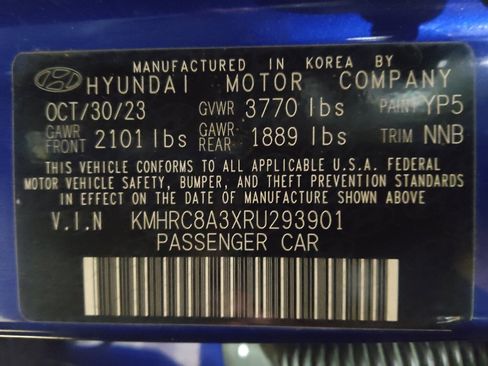 MANUFACTURED IN KOREA BY
HYUNDAI MOTOR COMPANY
OCT/30/23 GVWR 3770 lbs PAINT YP5
GAWR FRONT 2101 lbs GAWR REAR 1889 lbs TRIM NNB
THIS VEHICLE CONFORMS TO ALL APPLICABLE U.S.A. FEDERAL
MOTOR VEHICLE SAFETY, BUMPER, AND THEFT PREVENTION STANDARDS
IN EFFECT ON THE DATE OF MANUFACTURE SHOWN ABOVE
V.I.N KMHRC8A3XRU293901
PASSENGER CAR